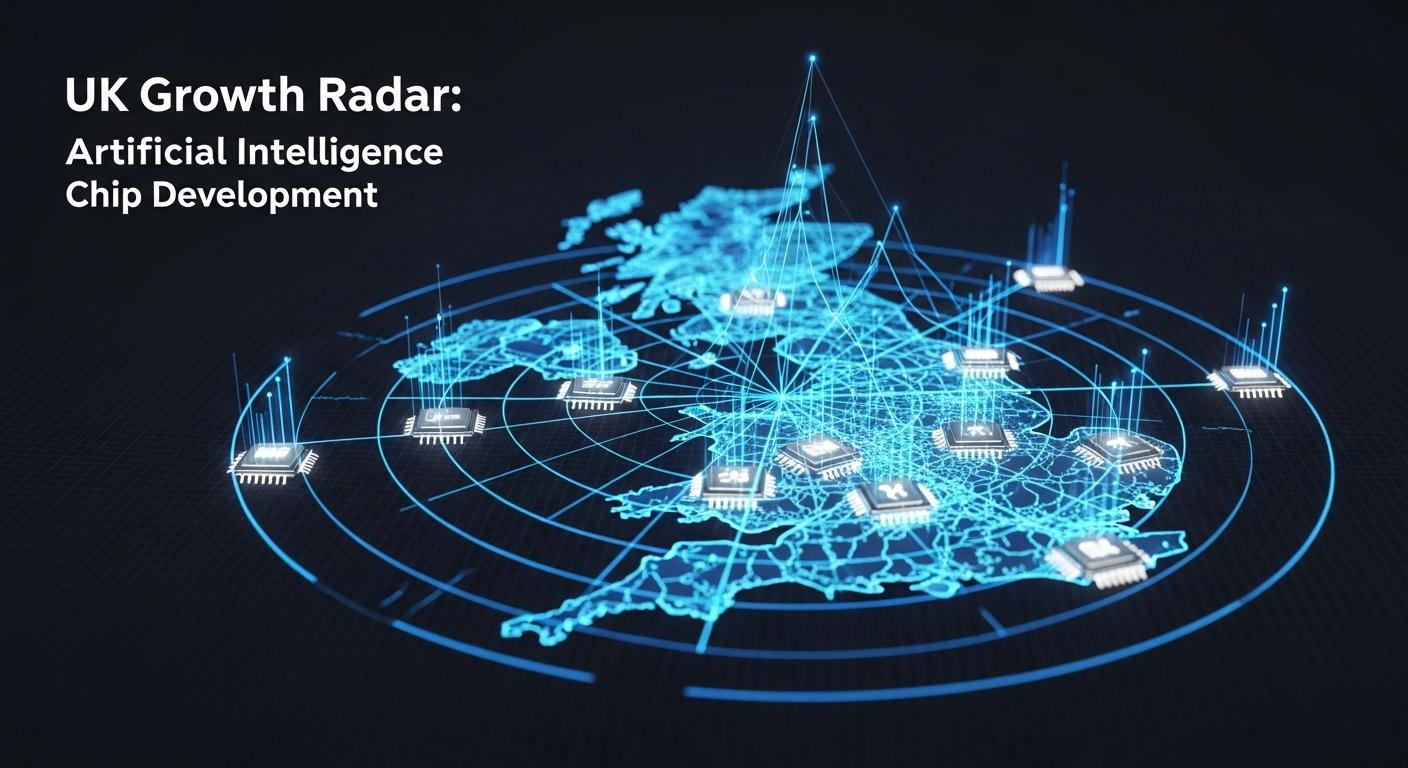 UK Growth Radar:
Artificial Intelligence
Chip Development